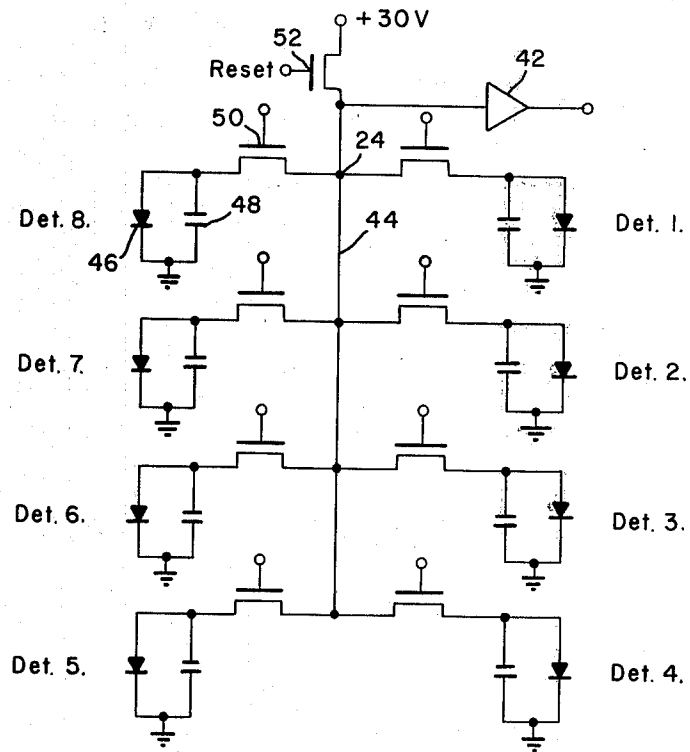 +30V
52
Reset
42
50
24
Det. 8.
48
46
44
Det. 1.
Det. 7.
Det. 2.
Det. 6.
Det. 3.
Det. 5.
Det. 4.